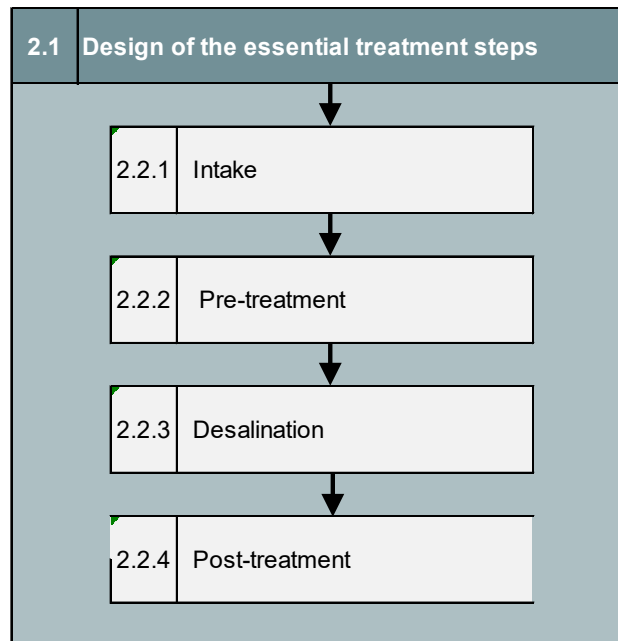 2.1 Design of the essential treatment steps
2.2.1 Intake
2.2.2 Pre-treatment
2.2.3 Desalination
2.2.4 Post-treatment